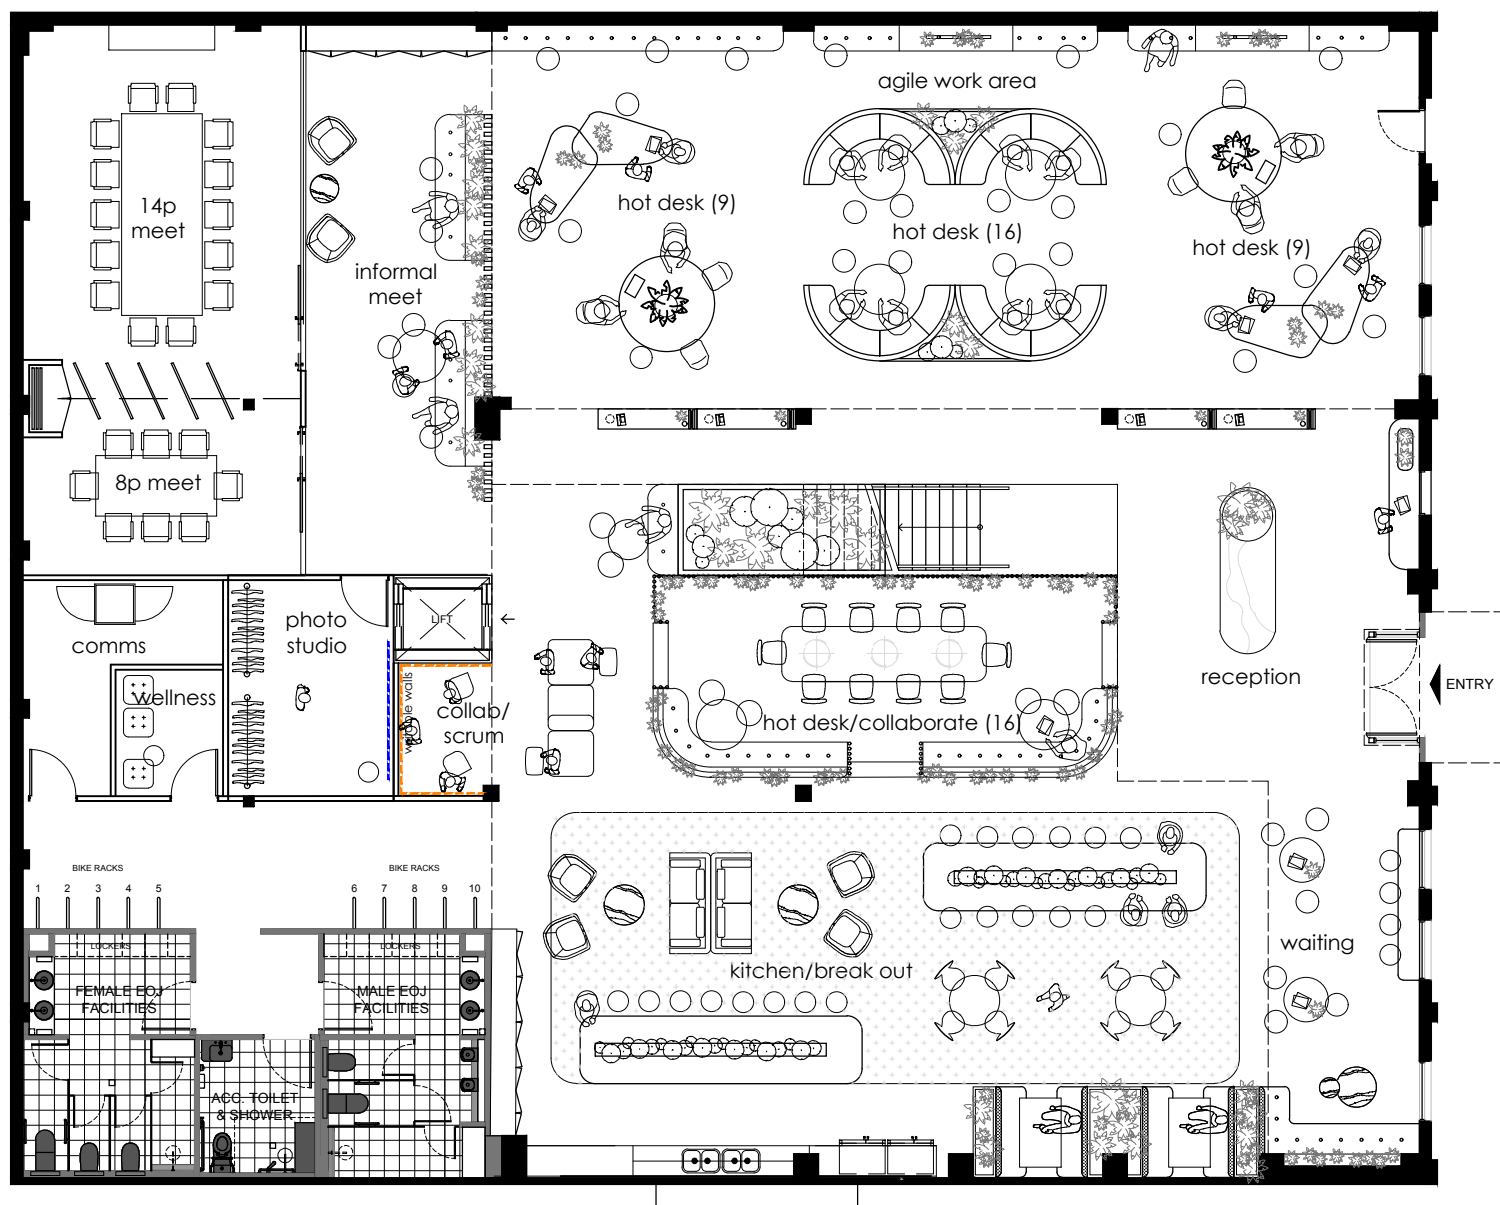 agile work area
14p
meet
hot desk (9)
hot desk (16)
hot desk (9)
informal
meet
8p meet
LIFT
photo
studio
comms
wellness
writable walls
collab/
scrum
hot desk/collaborate (16)
reception
ENTRY
BIKE RACKS
1 2 3 4 5
BIKE RACKS
6 7 8 9 10
LOCKERS
LOCKERS
waiting
kitchen/break out
FEMALE EOJ
FACILITIES
MALE EOJ
FACILITIES
ACC. TOILET
& SHOWER